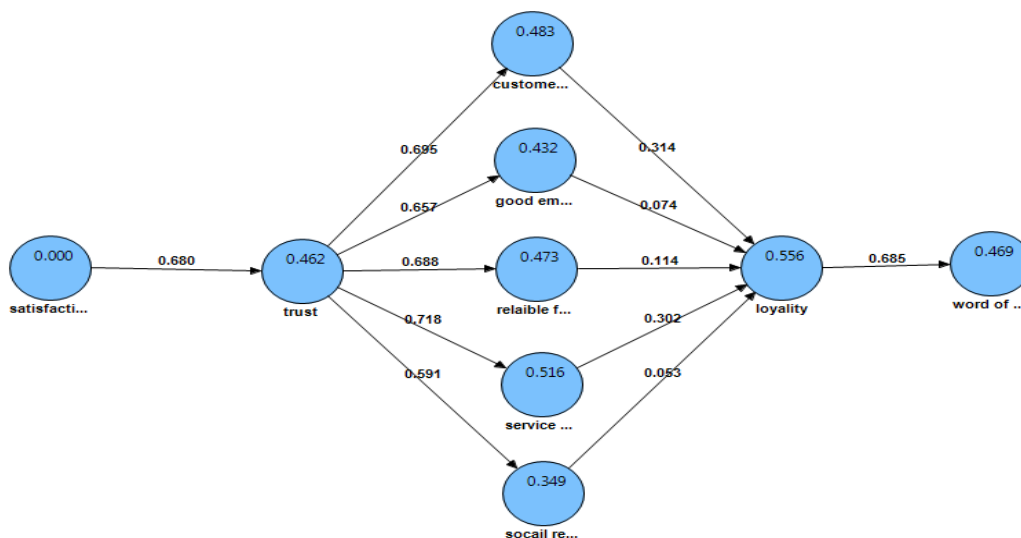 0.483
custome...
0.695
0.314
0.432
good em...
0.657
0.074
0.000
satisfacti...
0.680
0.462
trust
0.688
0.473
relaible f...
0.114
0.556
loyality
0.685
0.469
word of ...
0.718
0.302
0.516
service ...
0.591
0.053
0.349
socail re...